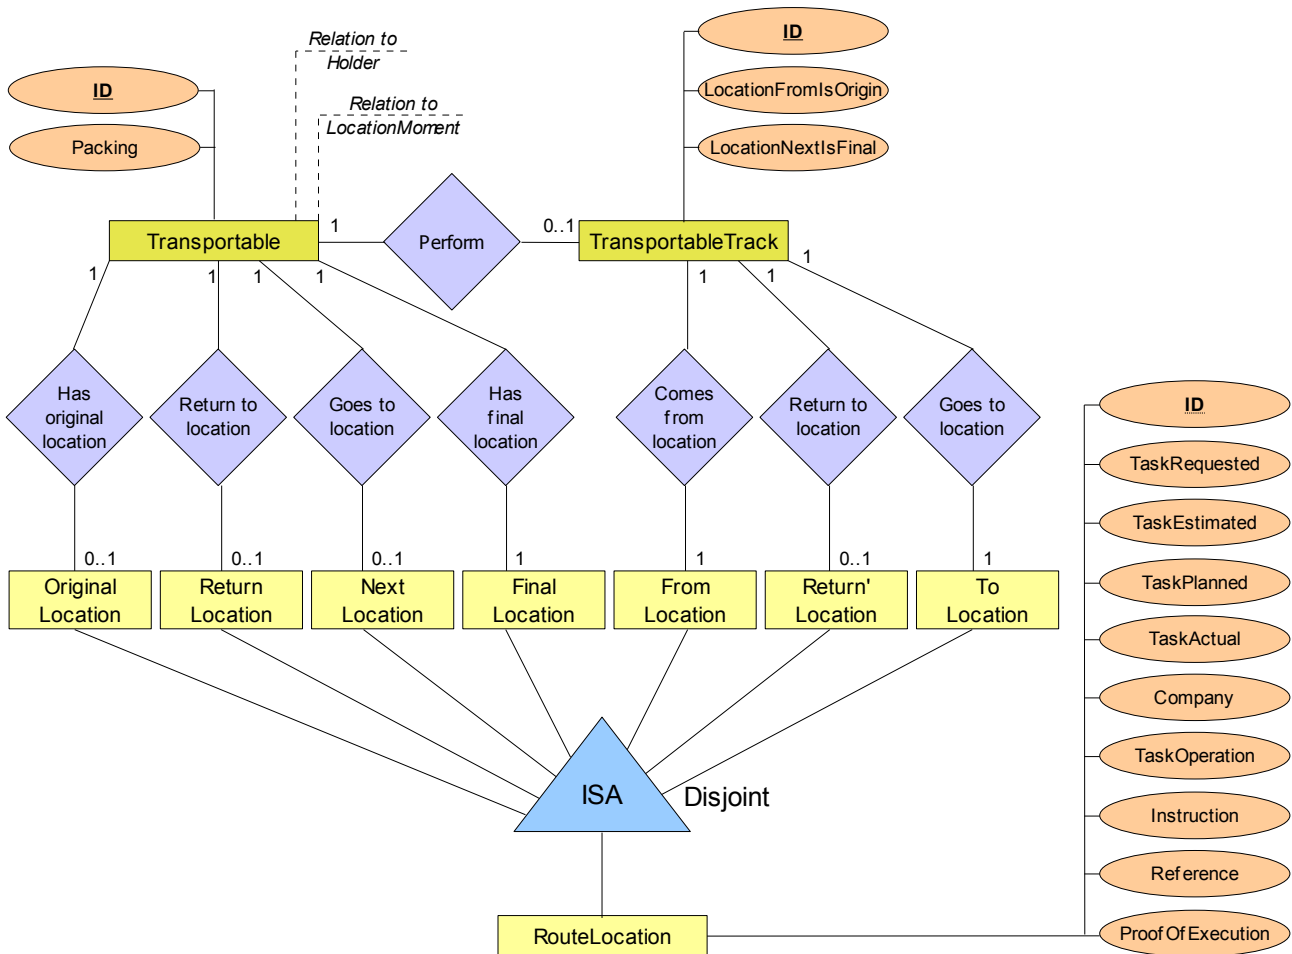 Relation to
Holder
ID
ID
LocationFromIsOrigin
Relation to
LocationMoment
Packing
LocationNextIsFinal
1
0..1
Transportable
Perform
TransportableTrack
1
1
1
1
1
1
1
Has
original
location
Return to
location
Goes to
location
Has
final
location
Comes
from
location
Return to
location
Goes to
location
ID
TaskRequested
TaskEstimated
0..1
0..1
0..1
1
1
0..1
1
Original
Location
Return
Location
Next
Location
Final
Location
From
Location
Return'
Location
To
Location
TaskPlanned
TaskActual
Company
TaskOperation
ISA
Disjoint
Instruction
Reference
RouteLocation
ProofOfExecution